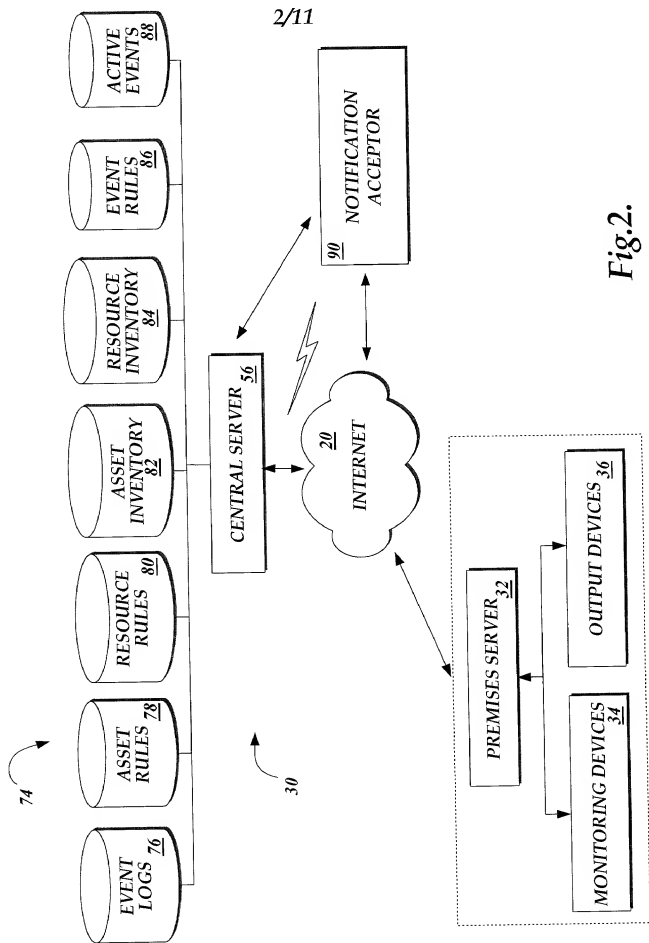 2/11
74
EVENT
LOGS
76
ASSET
RULES
78
RESOURCE
RULES
80
ASSET
INVENTORY
82
RESOURCE
INVENTORY
84
EVENT
RULES
86
ACTIVE
EVENTS
88
30
CENTRAL SERVER
56
20
INTERNET
90
NOTIFICATION
ACCEPTOR
PREMISES SERVER
32
MONITORING DEVICES
34
OUTPUT DEVICES
36
Fig.2.